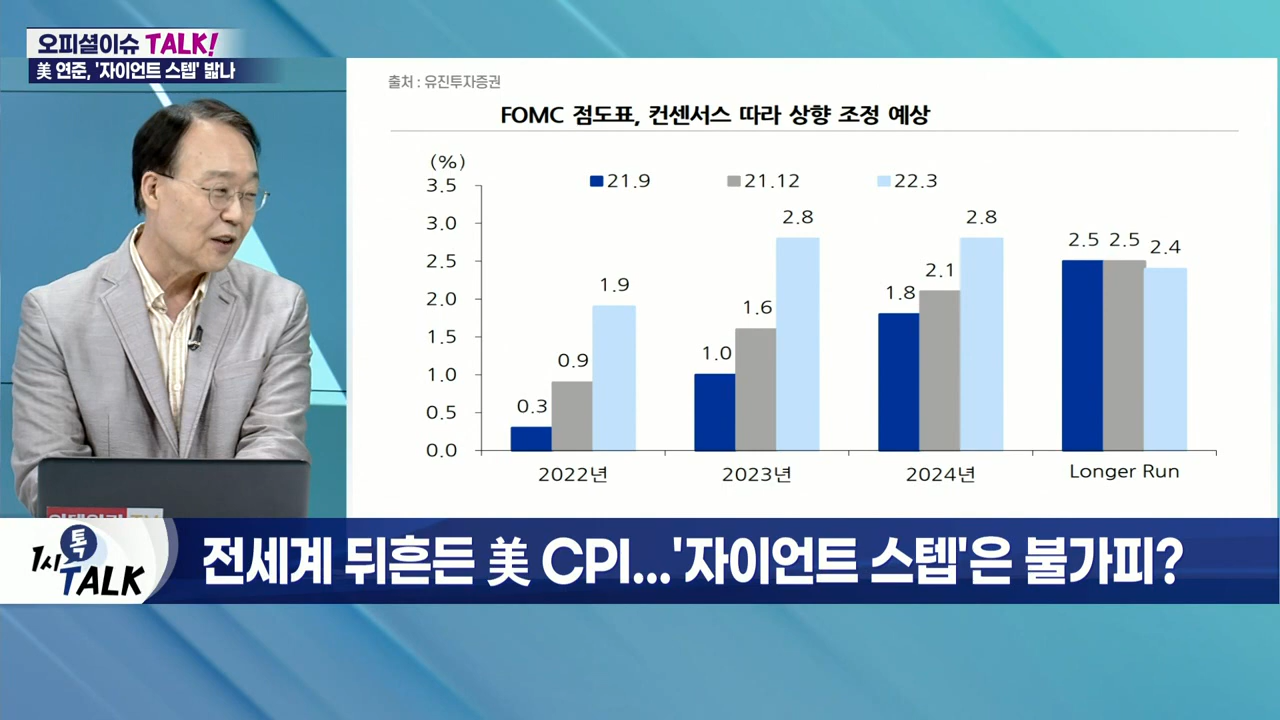 오피셜이슈 TALK!
美 연준, '자이언트 스텝' 밟나
출처 : 유진투자증권
FOMC 점도표, 컨센서스 따라 상향 조정 예상
(%)
21.9 21.12 22.3
3.5
3.0
2.5
2.0
1.5
1.0
0.5
0.0
0.3 0.9 1.9
1.0 1.6 2.8
1.8 2.1 2.8
2.5 2.5 2.4
2022년 2023년 2024년 Longer Run
1시 톡 TALK
전세계 뒤흔든 美 CPI...'자이언트 스텝'은 불가피?